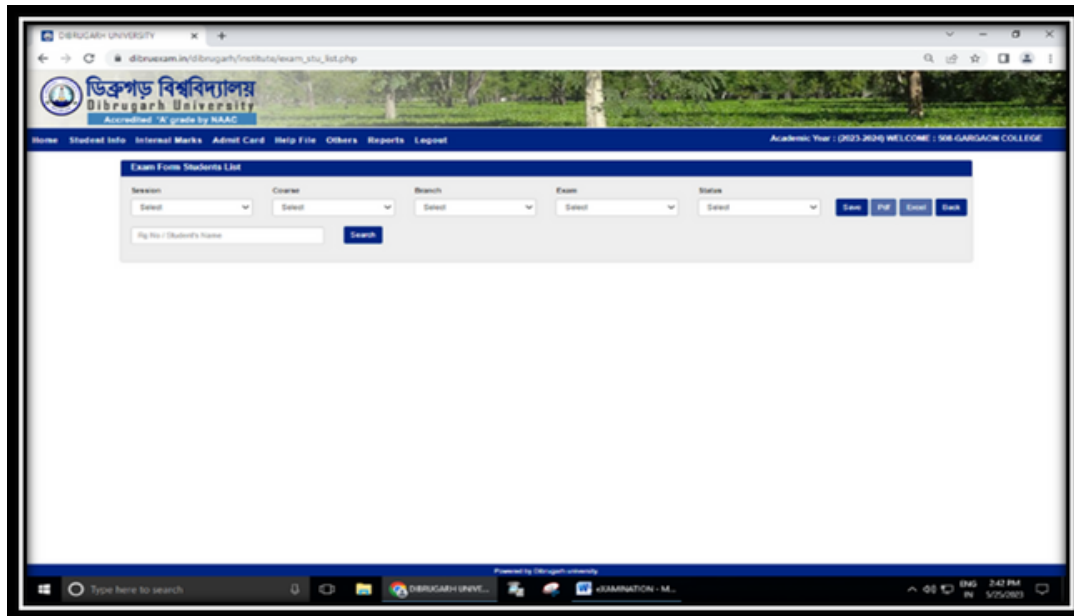 DIBRUGARH UNIVERSITY
dibruexam.in/dibrugarh/institute/exam_stu_list.php
ডিব্রুগড় বিশ্ববিদ্যালয়
Dibrugarh University
Accredited 'A' grade by NAAC
Home Student Info Internal Marks Admit Card Help File Others Reports Logout Academic Year : (2023-2024) WELCOME : 508-GARGAON COLLEGE
Exam Form Students List
Session Course Branch Exam Status
Select Select Select Select Select Save Pdf Excel Back
Rg.No / Student's Name Search
Powered by Dibrugarh university
Type here to search DIBRUGARH UNIVE... eXAMINATION - M... ENG 2:42 PM
IN 5/25/2023